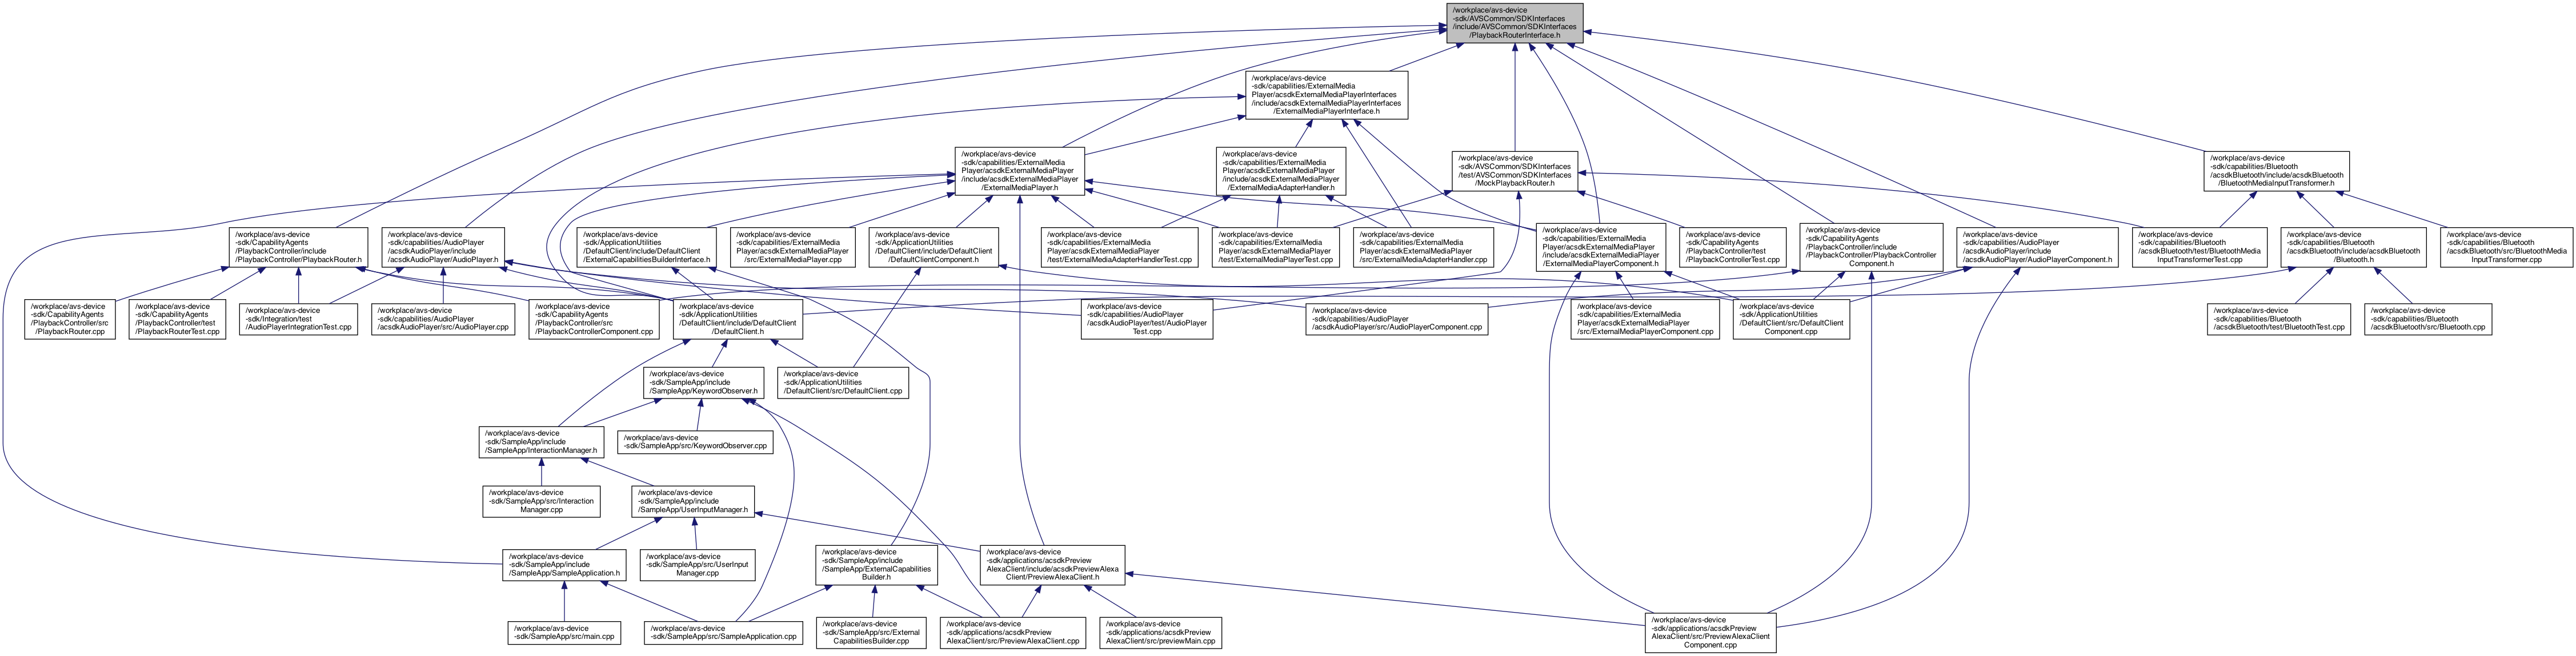 /workplace/avs-device
-sdk/AVSCommon/SDKInterfaces
/include/AVSCommon/SDKInterfaces
/PlaybackRouterInterface.h
/workplace/avs-device
-sdk/capabilities/ExternalMedia
Player/acsdkExternalMediaPlayerInterfaces
/include/acsdkExternalMediaPlayerInterfaces
/ExternalMediaPlayerInterface.h
/workplace/avs-device
-sdk/capabilities/ExternalMedia
Player/acsdkExternalMediaPlayer
/include/acsdkExternalMediaPlayer
/ExternalMediaPlayer.h
/workplace/avs-device
-sdk/capabilities/ExternalMedia
Player/acsdkExternalMediaPlayer
/include/acsdkExternalMediaPlayer
/ExternalMediaAdapterHandler.h
/workplace/avs-device
-sdk/AVSCommon/SDKInterfaces
/test/AVSCommon/SDKInterfaces
/MockPlaybackRouter.h
/workplace/avs-device
-sdk/capabilities/Bluetooth
/acsdkBluetooth/include/acsdkBluetooth
/BluetoothMediaInputTransformer.h
/workplace/avs-device
-sdk/CapabilityAgents
/PlaybackController/include
/PlaybackController/PlaybackRouter.h
/workplace/avs-device
-sdk/capabilities/AudioPlayer
/acsdkAudioPlayer/include
/acsdkAudioPlayer/AudioPlayer.h
/workplace/avs-device
-sdk/ApplicationUtilities
/DefaultClient/include/DefaultClient
/ExternalCapabilitiesBuilderInterface.h
/workplace/avs-device
-sdk/capabilities/ExternalMedia
Player/acsdkExternalMediaPlayer
/src/ExternalMediaPlayer.cpp
/workplace/avs-device
-sdk/ApplicationUtilities
/DefaultClient/include/DefaultClient
/DefaultClientComponent.h
/workplace/avs-device
-sdk/capabilities/ExternalMedia
Player/acsdkExternalMediaPlayer
/test/ExternalMediaAdapterHandlerTest.cpp
/workplace/avs-device
-sdk/capabilities/ExternalMedia
Player/acsdkExternalMediaPlayer
/test/ExternalMediaPlayerTest.cpp
/workplace/avs-device
-sdk/capabilities/ExternalMedia
Player/acsdkExternalMediaPlayer
/src/ExternalMediaAdapterHandler.cpp
/workplace/avs-device
-sdk/capabilities/ExternalMedia
Player/acsdkExternalMediaPlayer
/include/acsdkExternalMediaPlayer
/ExternalMediaPlayerComponent.h
/workplace/avs-device
-sdk/CapabilityAgents
/PlaybackController/test
/PlaybackControllerTest.cpp
/workplace/avs-device
-sdk/CapabilityAgents
/PlaybackController/include
/PlaybackController/PlaybackController
Component.h
/workplace/avs-device
-sdk/capabilities/AudioPlayer
/acsdkAudioPlayer/include
/acsdkAudioPlayer/AudioPlayerComponent.h
/workplace/avs-device
-sdk/capabilities/Bluetooth
/acsdkBluetooth/test/BluetoothMedia
InputTransformerTest.cpp
/workplace/avs-device
-sdk/capabilities/Bluetooth
/acsdkBluetooth/include/acsdkBluetooth
/Bluetooth.h
/workplace/avs-device
-sdk/capabilities/Bluetooth
/acsdkBluetooth/src/BluetoothMedia
InputTransformer.cpp
/workplace/avs-device
-sdk/CapabilityAgents
/PlaybackController/src
/PlaybackRouter.cpp
/workplace/avs-device
-sdk/CapabilityAgents
/PlaybackController/test
/PlaybackRouterTest.cpp
/workplace/avs-device
-sdk/Integration/test
/AudioPlayerIntegrationTest.cpp
/workplace/avs-device
-sdk/capabilities/AudioPlayer
/acsdkAudioPlayer/src/AudioPlayer.cpp
/workplace/avs-device
-sdk/CapabilityAgents
/PlaybackController/src
/PlaybackControllerComponent.cpp
/workplace/avs-device
-sdk/ApplicationUtilities
/DefaultClient/include/DefaultClient
/DefaultClient.h
/workplace/avs-device
-sdk/capabilities/AudioPlayer
/acsdkAudioPlayer/test/AudioPlayer
Test.cpp
/workplace/avs-device
-sdk/capabilities/AudioPlayer
/acsdkAudioPlayer/src/AudioPlayerComponent.cpp
/workplace/avs-device
-sdk/capabilities/ExternalMedia
Player/acsdkExternalMediaPlayer
/src/ExternalMediaPlayerComponent.cpp
/workplace/avs-device
-sdk/ApplicationUtilities
/DefaultClient/src/DefaultClient
Component.cpp
/workplace/avs-device
-sdk/capabilities/Bluetooth
/acsdkBluetooth/test/BluetoothTest.cpp
/workplace/avs-device
-sdk/capabilities/Bluetooth
/acsdkBluetooth/src/Bluetooth.cpp
/workplace/avs-device
-sdk/SampleApp/include
/SampleApp/KeywordObserver.h
/workplace/avs-device
-sdk/ApplicationUtilities
/DefaultClient/src/DefaultClient.cpp
/workplace/avs-device
-sdk/SampleApp/include
/SampleApp/InteractionManager.h
/workplace/avs-device
-sdk/SampleApp/src/KeywordObserver.cpp
/workplace/avs-device
-sdk/SampleApp/src/Interaction
Manager.cpp
/workplace/avs-device
-sdk/SampleApp/include
/SampleApp/UserInputManager.h
/workplace/avs-device
-sdk/SampleApp/include
/SampleApp/SampleApplication.h
/workplace/avs-device
-sdk/SampleApp/src/UserInput
Manager.cpp
/workplace/avs-device
-sdk/SampleApp/include
/SampleApp/ExternalCapabilities
Builder.h
/workplace/avs-device
-sdk/applications/acsdkPreview
AlexaClient/include/acsdkPreviewAlexa
Client/PreviewAlexaClient.h
/workplace/avs-device
-sdk/SampleApp/src/main.cpp
/workplace/avs-device
-sdk/SampleApp/src/SampleApplication.cpp
/workplace/avs-device
-sdk/SampleApp/src/External
CapabilitiesBuilder.cpp
/workplace/avs-device
-sdk/applications/acsdkPreview
AlexaClient/src/PreviewAlexaClient.cpp
/workplace/avs-device
-sdk/applications/acsdkPreview
AlexaClient/src/previewMain.cpp
/workplace/avs-device
-sdk/applications/acsdkPreview
AlexaClient/src/PreviewAlexaClient
Component.cpp